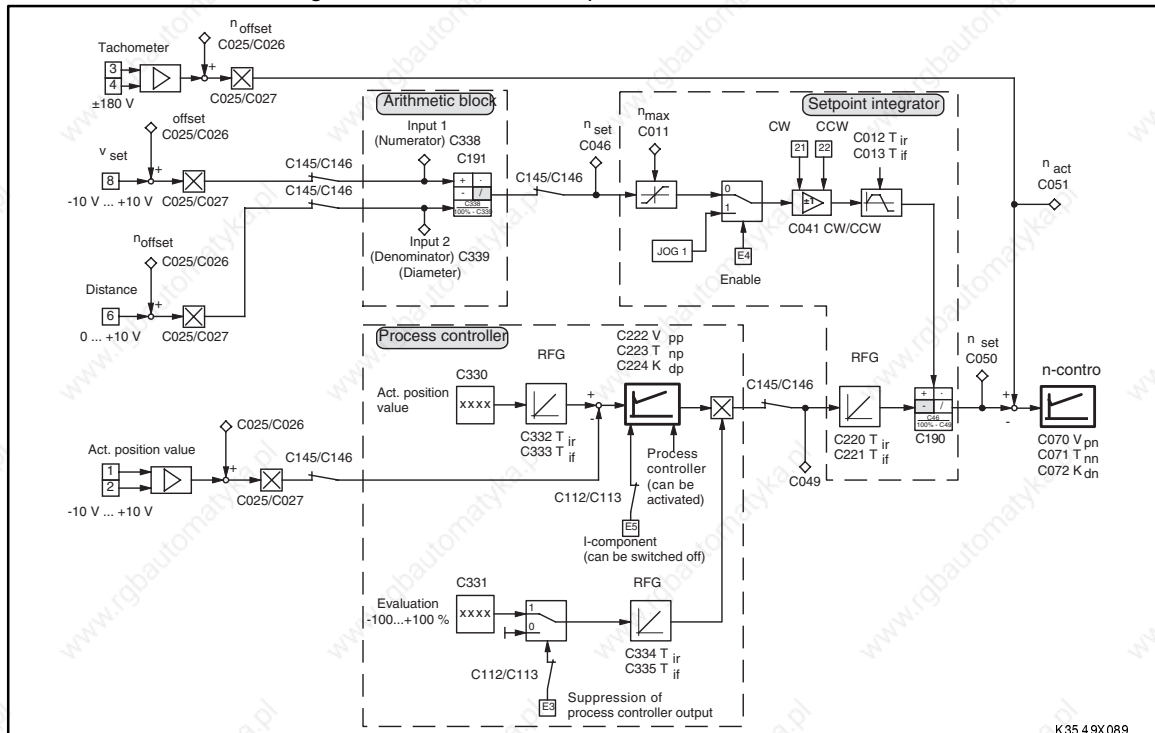 n offset
C025/C026
Tachometer
3
4
±180 V
+
C025/C027
offset
C025/C026
v set
8
+
-10 V ... +10 V
C025/C027
C145/C146
C145/C146
n offset
C025/C026
Distance
6
+
0 ... +10 V
C025/C027
Arithmetic block
Input 1
(Numerator) C338
C191
+ ·
- /
C338
100% - C339
Input 2
(Denominator) C339
(Diameter)
C145/C146
n set
C046
Setpoint integrator
n max
C011
0
1
JOG 1
E4
Enable
CW
CCW
21
22
±1
C041 CW/CCW
C012 T ir
C013 T if
n act
C051
Process controller
C330
Act. position
value
xxxx
RFG
C332 T ir
C333 T if
+
-
C222 V pp
C223 T np
C224 K dp
Process
controller
(can be
activated)
C112/C113
E5
I-component
(can be switched off)
C145/C146
C049
RFG
C220 T ir
C221 T if
+ ·
- /
C46
100% - C49
C190
n set
C050
+
-
n-contro
C070 V pn
C071 T nn
C072 K dn
Act. position value
1
2
-10 V ... +10 V
C025/C026
+
C025/C027
C145/C146
C331
Evaluation
-100...+100 %
xxxx
1
0
C112/C113
E3
Suppression of
process controller output
RFG
C334 T ir
C335 T if
K35.49X089
www.rgbautomatyka.pl